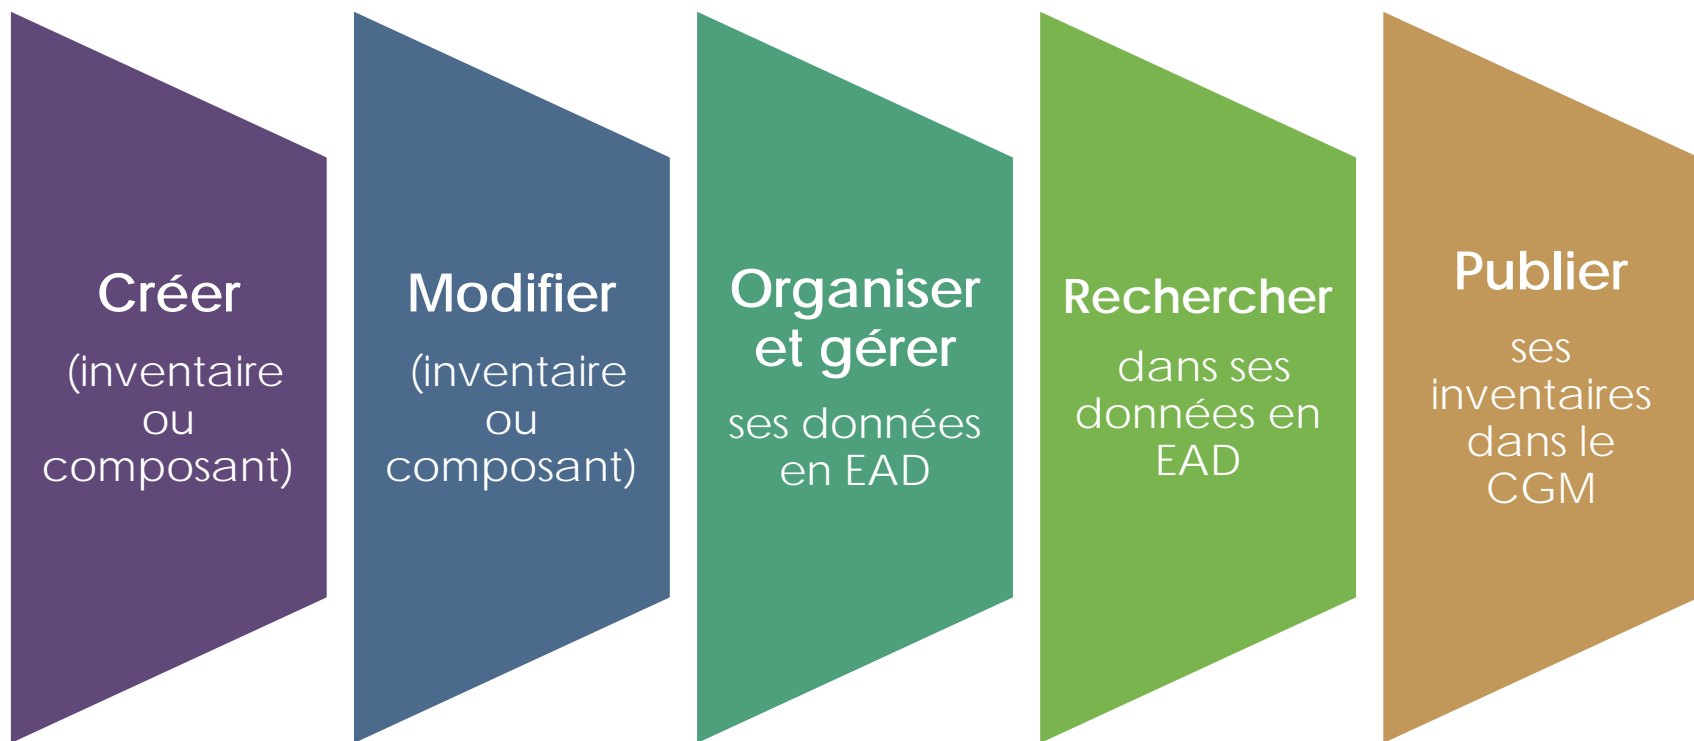 Créer
(inventaire
ou
composant)
Modifier
(inventaire
ou
composant)
Organiser
et gérer
ses données
en EAD
Rechercher
dans ses
données en
EAD
Publier
ses
inventaires
dans le
CGM